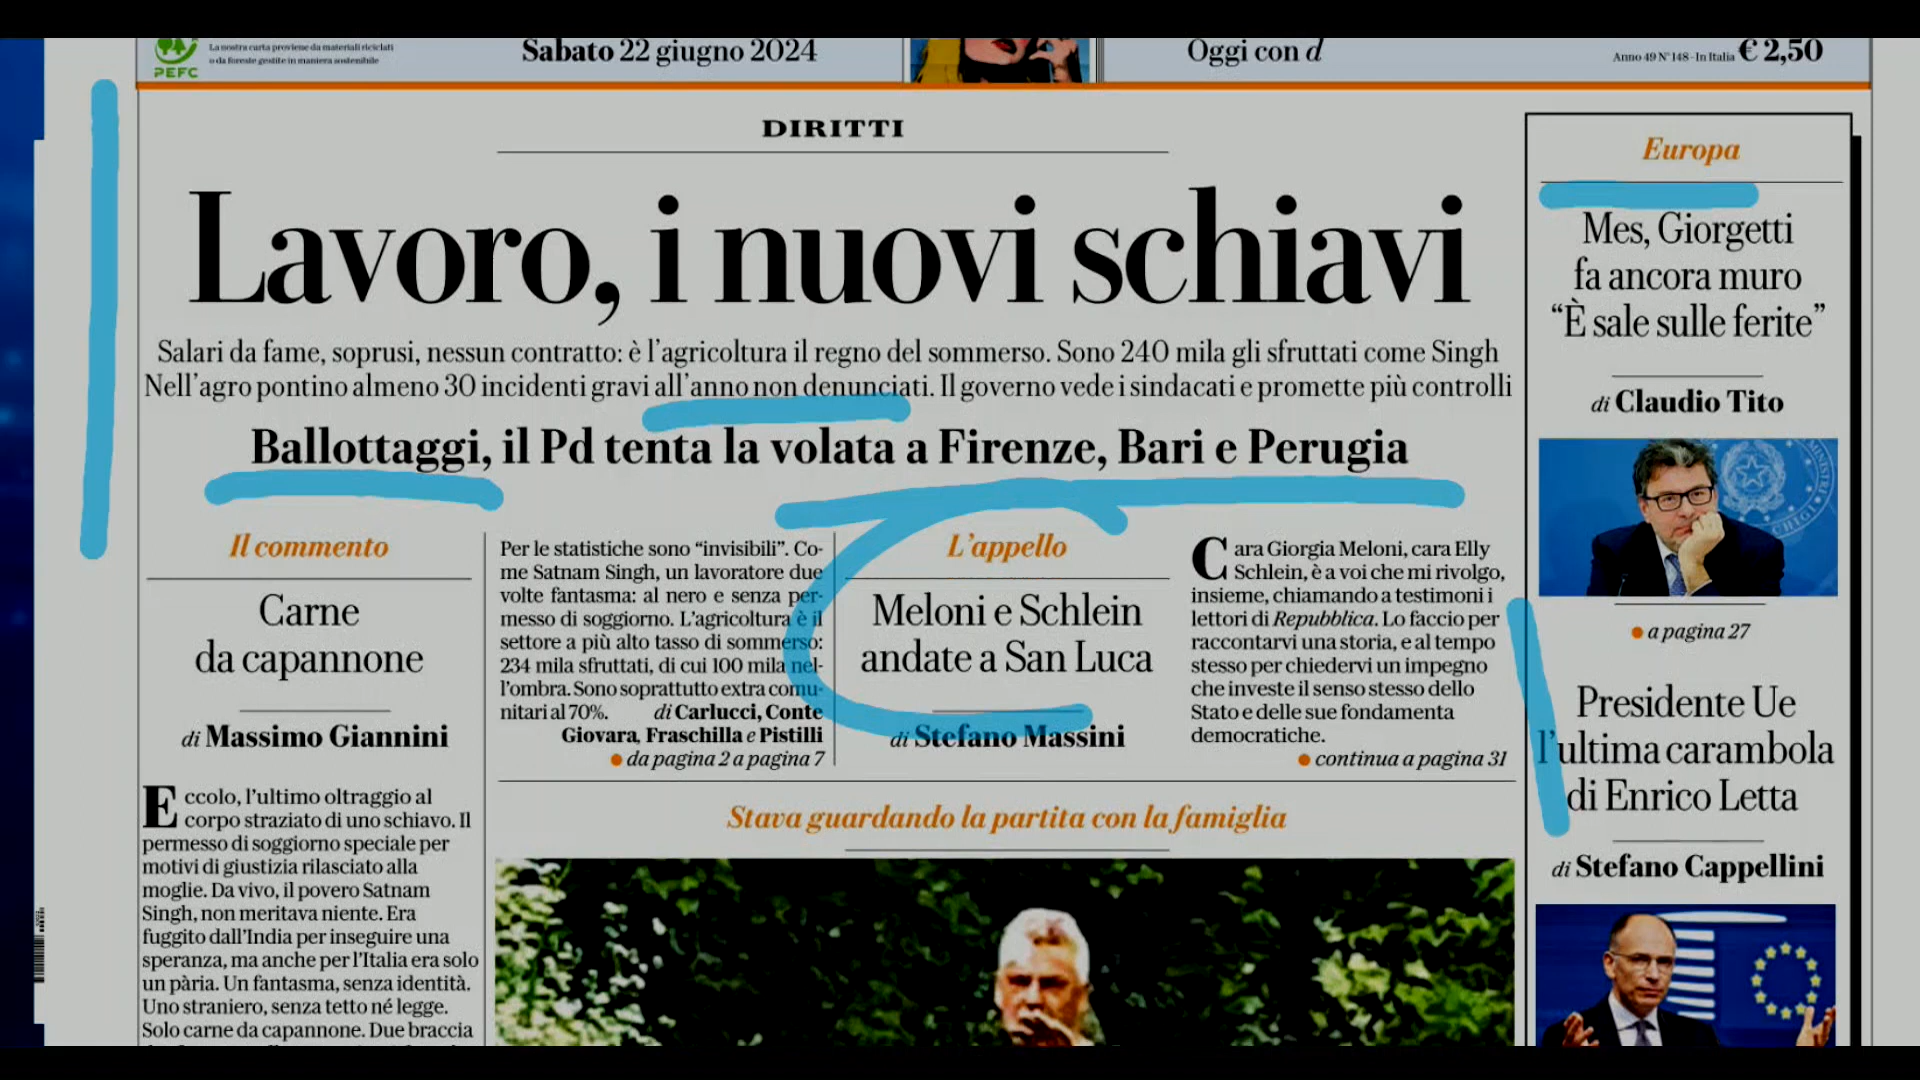 La nostra carta proviene da materiali riciclati
o da foreste gestite in maniera sostenibile
PEFC
Sabato 22 giugno 2024
Oggi con d
Anno 49 N° 148 - In Italia € 2,50
DIRITTI
Lavoro, i nuovi schiavi
Salari da fame, soprusi, nessun contratto: è l’agricoltura il regno del sommerso. Sono 240 mila gli sfruttati come Singh
Nell’agro pontino almeno 30 incidenti gravi all’anno non denunciati. Il governo vede i sindacati e promette più controlli
Ballottaggi, il Pd tenta la volata a Firenze, Bari e Perugia
Il commento
Carne
da capannone
di Massimo Giannini
Eccolo, l’ultimo oltraggio al
corpo straziato di uno schiavo. Il
permesso di soggiorno speciale per
motivi di giustizia rilasciato alla
moglie. Da vivo, il povero Satnam
Singh, non meritava niente. Era
fuggito dall’India per inseguire una
speranza, ma anche per l’Italia era solo
un pària. Un fantasma, senza identità.
Uno straniero, senza tetto né legge.
Solo carne da capannone. Due braccia
Per le statistiche sono “invisibili”. Co-
me Satnam Singh, un lavoratore due
volte fantasma: al nero e senza per-
messo di soggiorno. L’agricoltura è il
settore a più alto tasso di sommerso:
234 mila sfruttati, di cui 100 mila nel-
l’ombra. Sono soprattutto extra comu-
nitari al 70%. di Carlucci, Conte
Giovara, Fraschilla e Pistilli
da pagina 2 a pagina 7
L’appello
Meloni e Schlein
andate a San Luca
di Stefano Massini
Cara Giorgia Meloni, cara Elly
Schlein, è a voi che mi rivolgo,
insieme, chiamando a testimoni i
lettori di Repubblica. Lo faccio per
raccontarvi una storia, e al tempo
stesso per chiedervi un impegno
che investe il senso stesso dello
Stato e delle sue fondamenta
democratiche.
continua a pagina 31
Stava guardando la partita con la famiglia
Europa
Mes, Giorgetti
fa ancora muro
“È sale sulle ferite”
di Claudio Tito
a pagina 27
Presidente Ue
l’ultima carambola
di Enrico Letta
di Stefano Cappellini